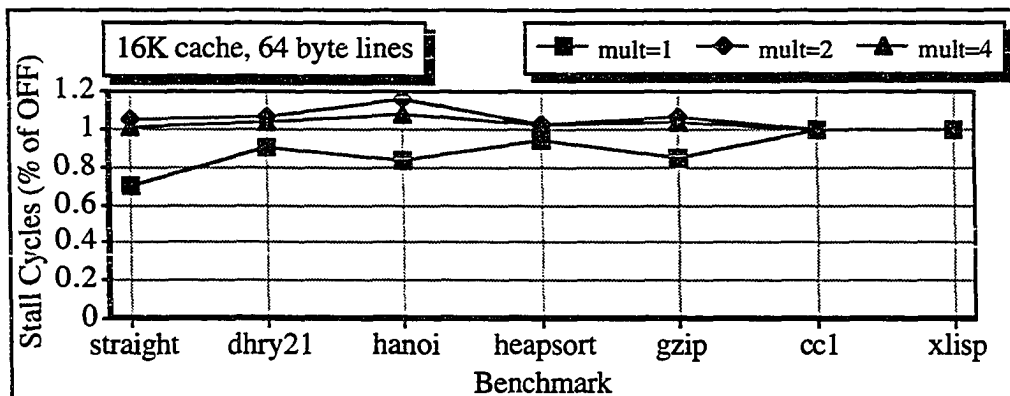 16K cache, 64 byte lines
mult=1 mult=2 mult=4
Stall Cycles (% of OFF)
1.2
1
0.8
0.6
0.4
0.2
0
straight dhry21 hanoi heapsort gzip cc1 xlisp
Benchmark